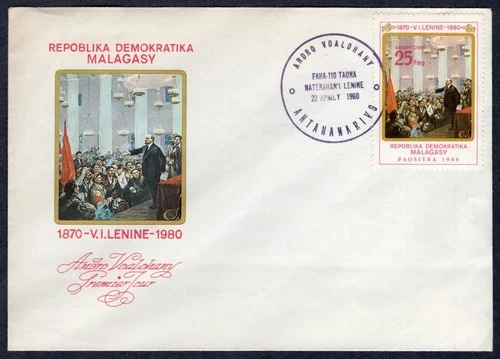 REPOBLIKA DEMOKRATIKA
MALAGASY
1870-V.I.LENINE-1980
Andro Voalohany
Premier Jour
ANDRO VOALOHANY
FAHA-110 TAONA
NATERAHAN'I LENINE
22 APRILY 1980
ANTANANARIVO
1870-V.I.LENINE-1980
25 Fmg
REPOBLIKA DEMOKRATIKA
MALAGASY
PAOSITRA 1980